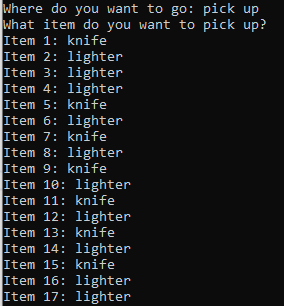 Where do you want to go: pick up
What item do you want to pick up?
Item 1: knife
Item 2: lighter
Item 3: lighter
Item 4: lighter
Item 5: knife
Item 6: lighter
Item 7: knife
Item 8: lighter
Item 9: knife
Item 10: lighter
Item 11: knife
Item 12: lighter
Item 13: knife
Item 14: lighter
Item 15: knife
Item 16: lighter
Item 17: lighter